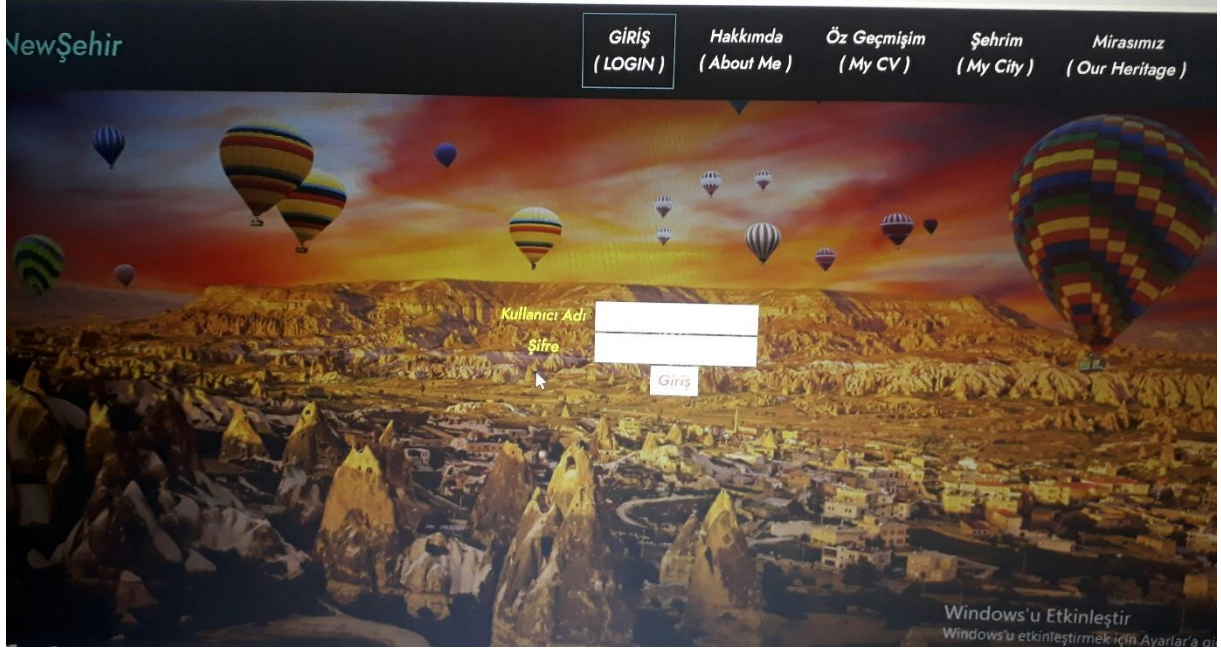 NewŞehir
GİRİŞ
( LOGIN )
Hakkımda
( About Me )
Öz Geçmişim
( My CV )
Şehrim
( My City )
Mirasımız
( Our Heritage )
Kullanıcı Adı
Şifre
Giriş
Windows'u Etkinleştir
Windows'u etkinleştirmek için Ayarlar'a